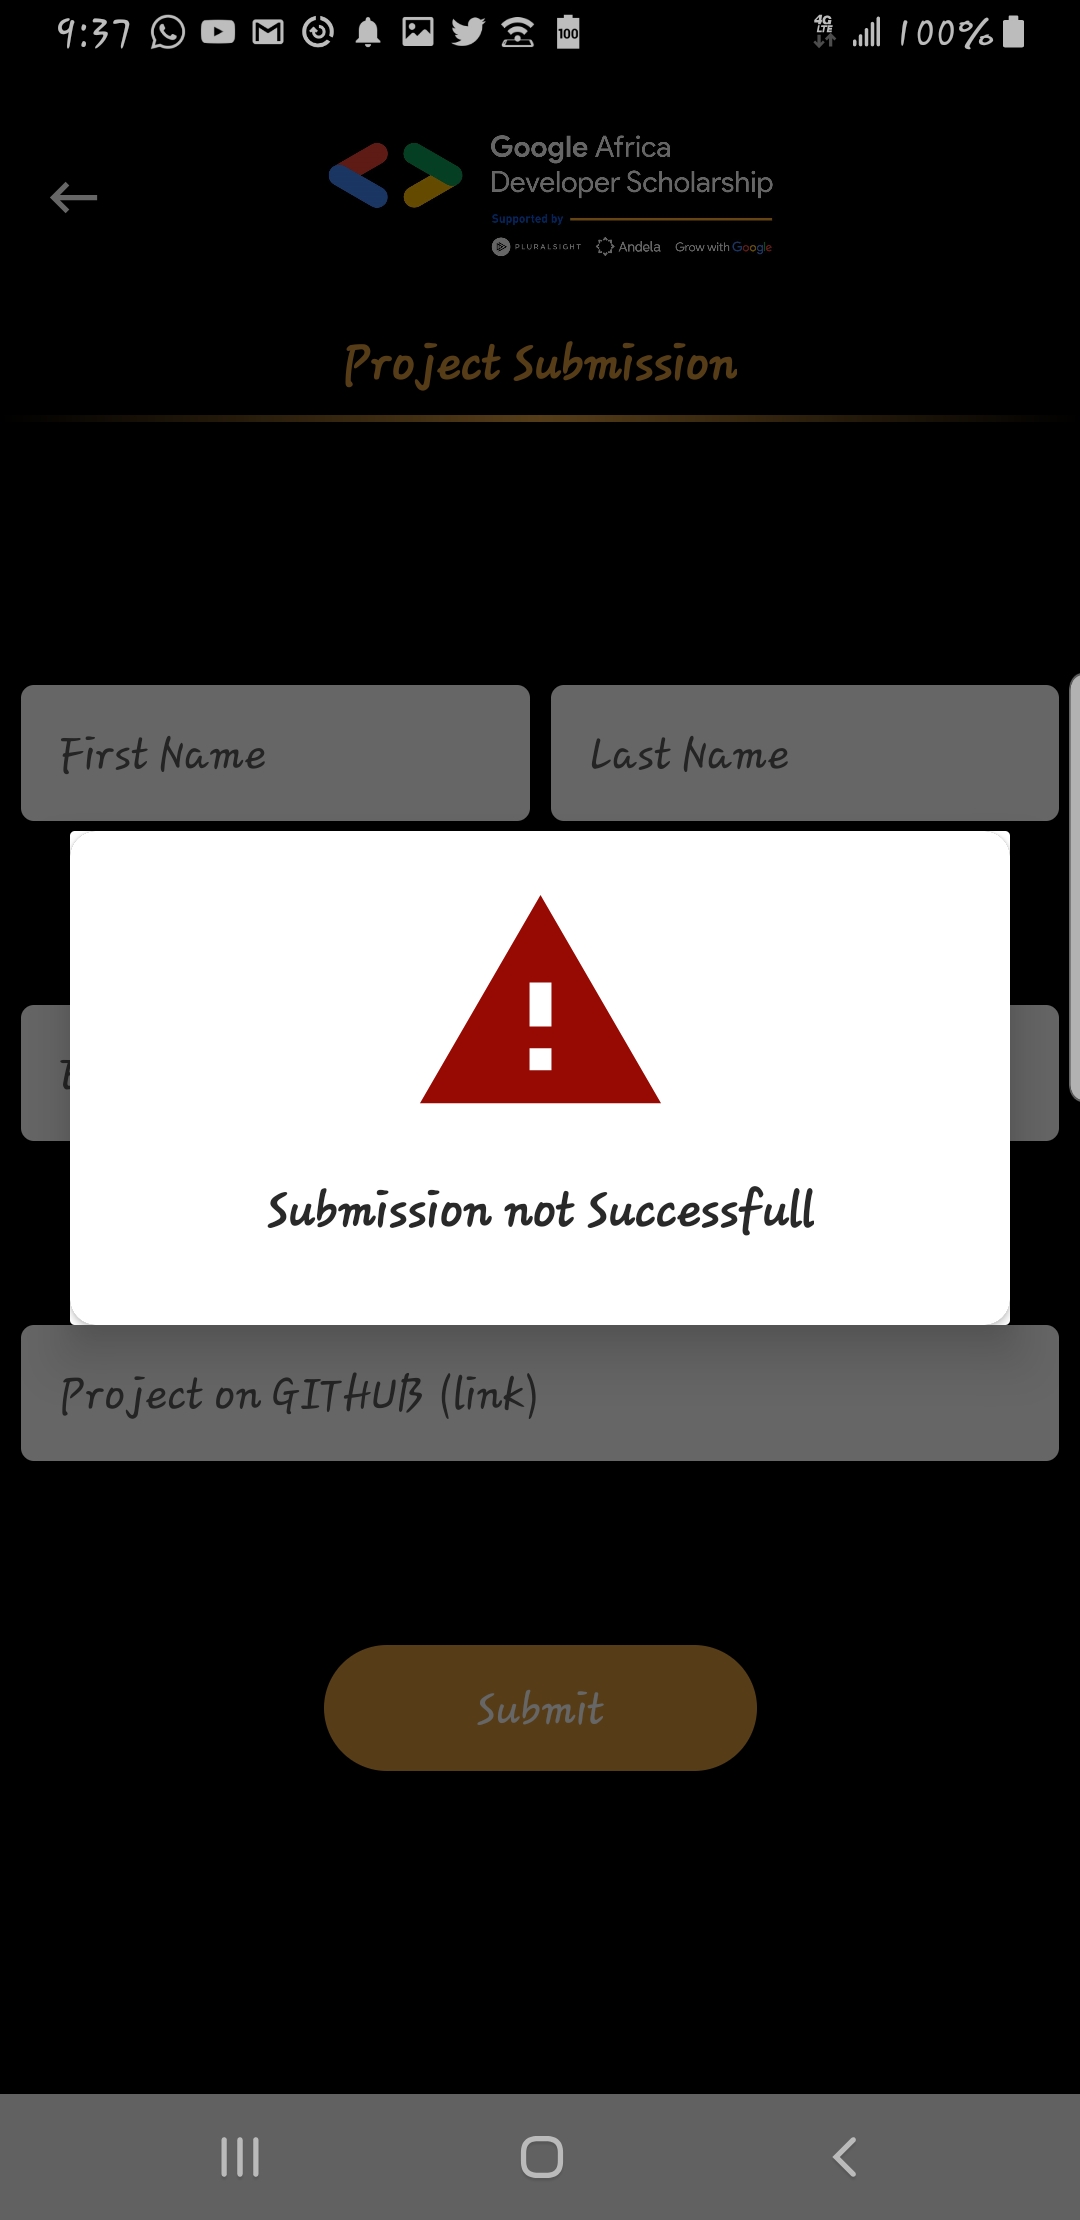 9:37 100 4G LTE 100%
Google Africa
Developer Scholarship
Supported by
PLURALSIGHT Andela Grow with Google
Project Submission
First Name Last Name
Submission not Successfull
Project on GITHUB (link)
Submit